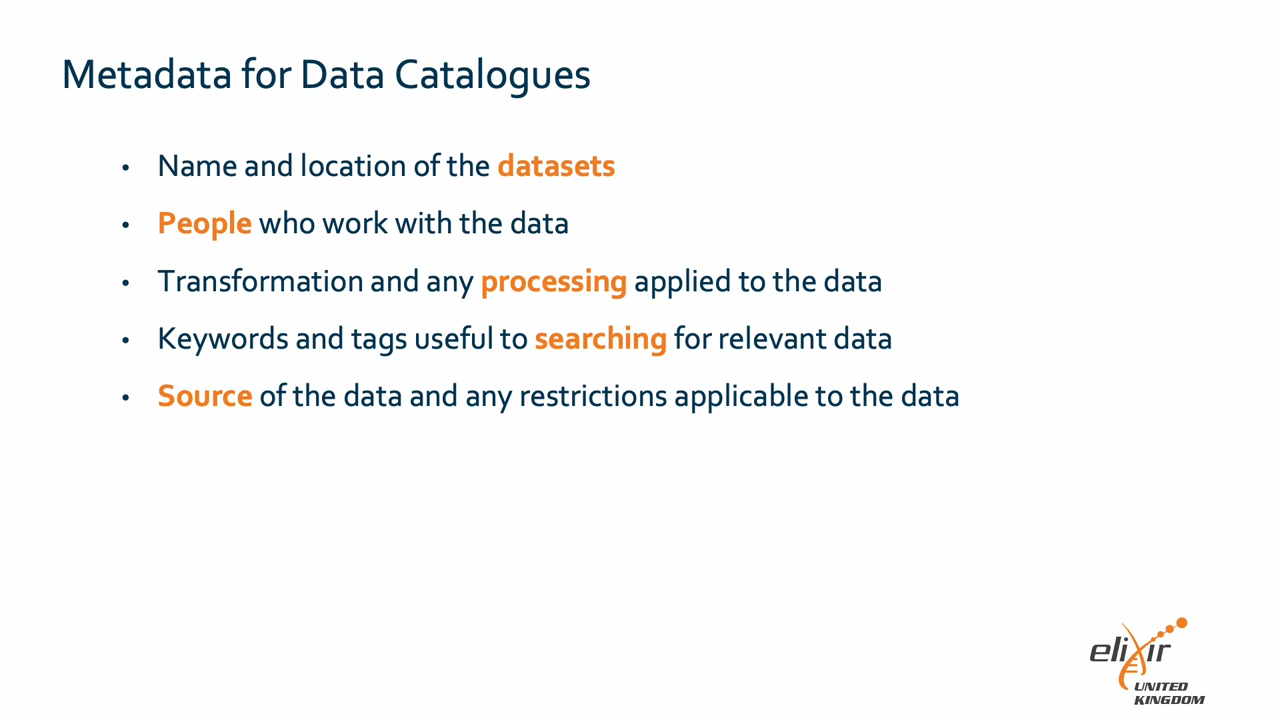 Metadata for Data Catalogues
• Name and location of the datasets
• People who work with the data
• Transformation and any processing applied to the data
• Keywords and tags useful to searching for relevant data
• Source of the data and any restrictions applicable to the data
elixir
UNITED
KINGDOM